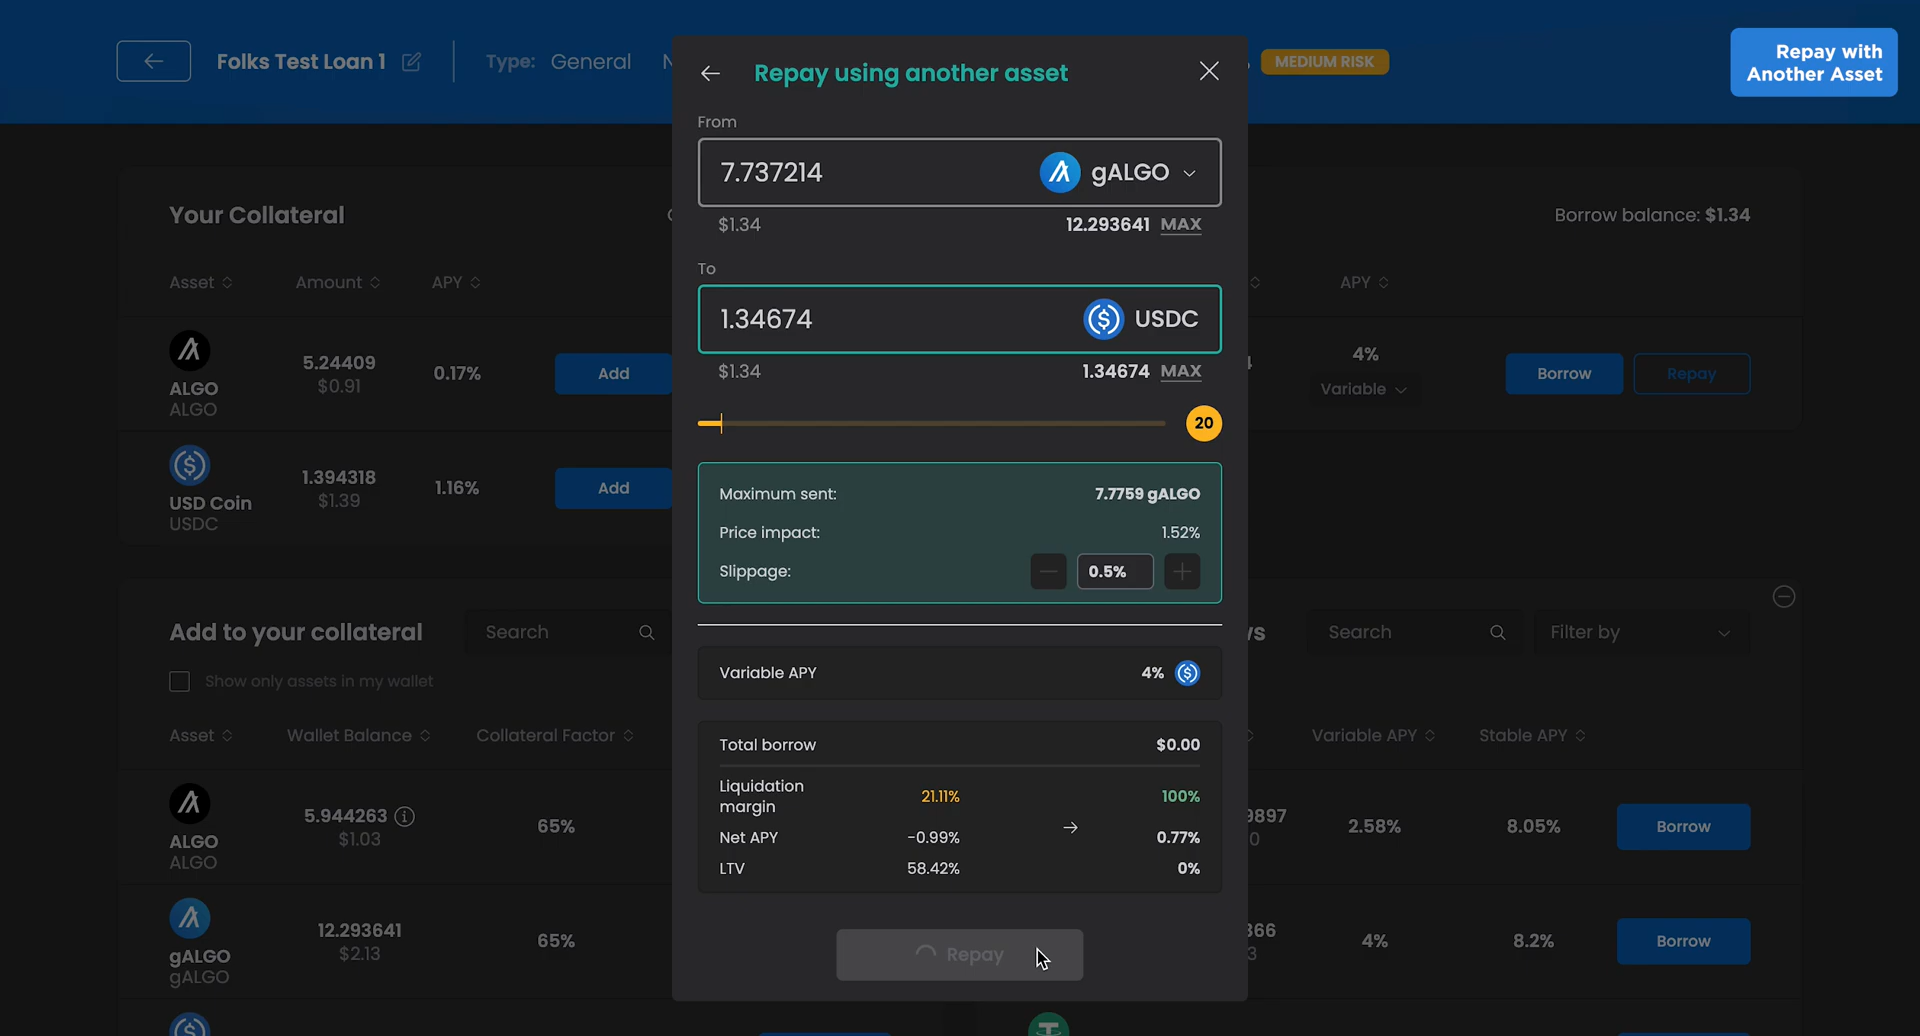 Folks Test Loan 1
Type: General
MEDIUM RISK
Repay with
Another Asset
Repay using another asset
From
7.737214
gALGO
$1.34
12.293641 MAX
To
1.34674
USDC
$1.34
1.34674 MAX
20
Maximum sent:
7.7759 gALGO
Price impact:
1.52%
Slippage:
0.5%
Variable APY
4%
Total borrow
$0.00
Liquidation
margin
21.11%
100%
Net APY
-0.99%
0.77%
LTV
58.42%
0%
Repay
Your Collateral
Asset
Amount
APY
ALGO
ALGO
5.24409
$0.91
0.17%
Add
USD Coin
USDC
1.394318
$1.39
1.16%
Add
Borrow balance: $1.34
APY
4%
Variable
Borrow
Repay
Add to your collateral
Search
Show only assets in my wallet
Asset
Wallet Balance
Collateral Factor
ALGO
ALGO
5.944263
$1.03
65%
gALGO
gALGO
12.293641
$2.13
65%
Search
Filter by
Variable APY
Stable APY
2.58%
8.05%
Borrow
4%
8.2%
Borrow